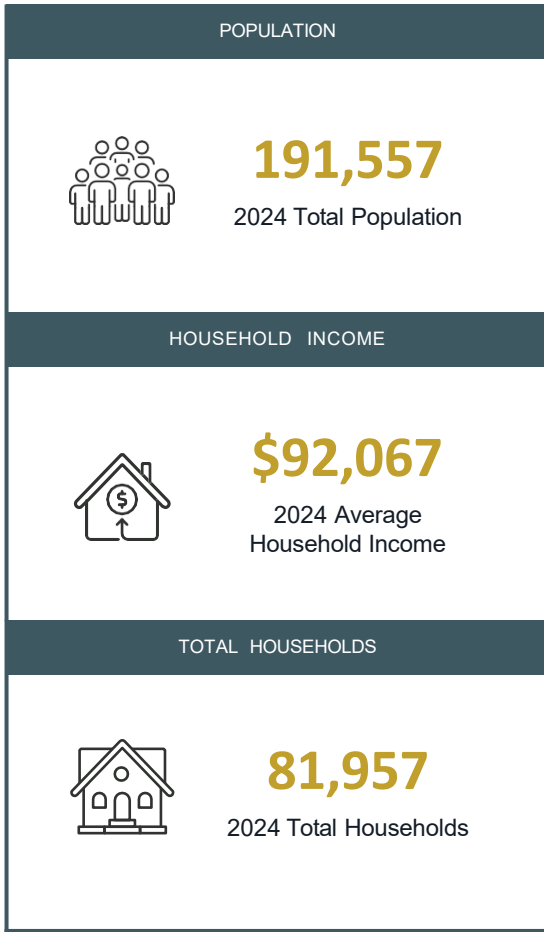 POPULATION
191,557
2024 Total Population
HOUSEHOLD INCOME
$
$92,067
2024 Average
Household Income
TOTAL HOUSEHOLDS
81,957
2024 Total Households